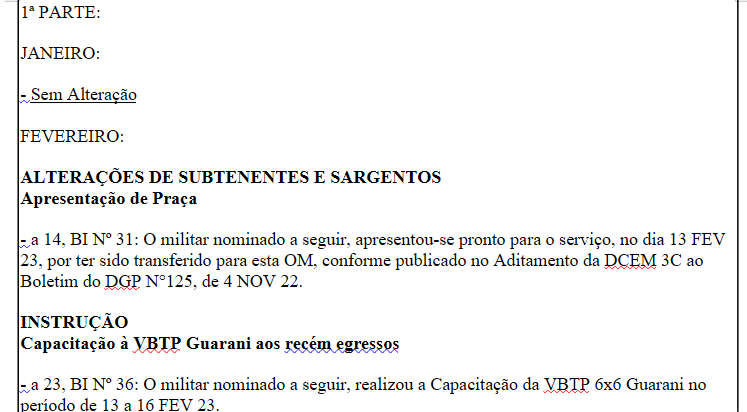 1ª PARTE:
JANEIRO:
- Sem Alteração
FEVEREIRO:
ALTERAÇÕES DE SUBTENENTES E SARGENTOS
Apresentação de Praça
- a 14, BI Nº 31: O militar nominado a seguir, apresentou-se pronto para o serviço, no dia 13 FEV
23, por ter sido transferido para esta OM, conforme publicado no Aditamento da DCEM 3C ao
Boletim do DGP N°125, de 4 NOV 22.
INSTRUÇÃO
Capacitação à VBTP Guarani aos recém egressos
- a 23, BI Nº 36: O militar nominado a seguir, realizou a Capacitação da VBTP 6x6 Guarani no
período de 13 a 16 FEV 23.